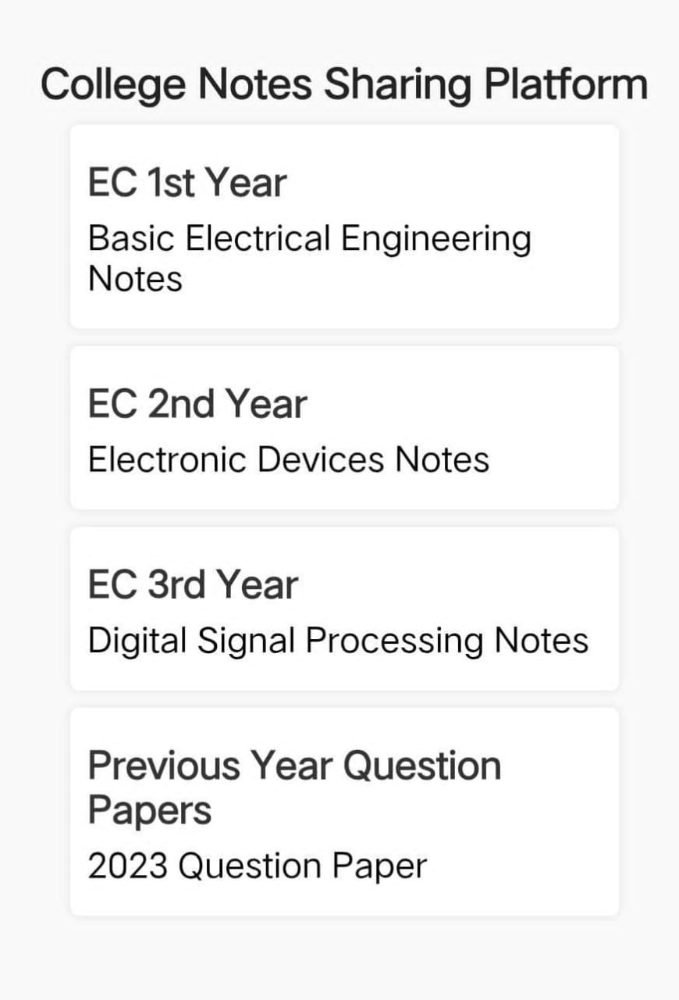 College Notes Sharing Platform
EC 1st Year
Basic Electrical Engineering
Notes
EC 2nd Year
Electronic Devices Notes
EC 3rd Year
Digital Signal Processing Notes
Previous Year Question
Papers
2023 Question Paper